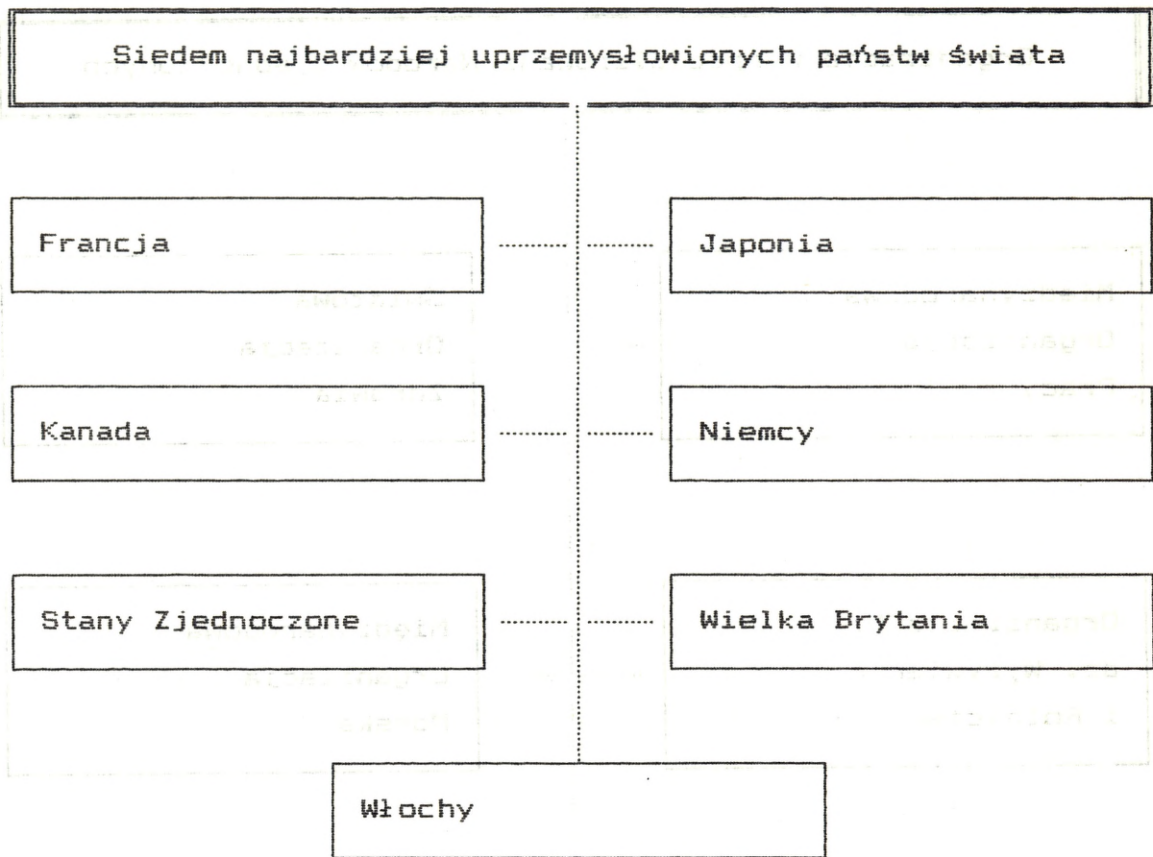 Siedem najbardziej uprzemysłowionych państw świata
Francja
Japonia
Kanada
Niemcy
Stany Zjednoczone
Wielka Brytania
Włochy